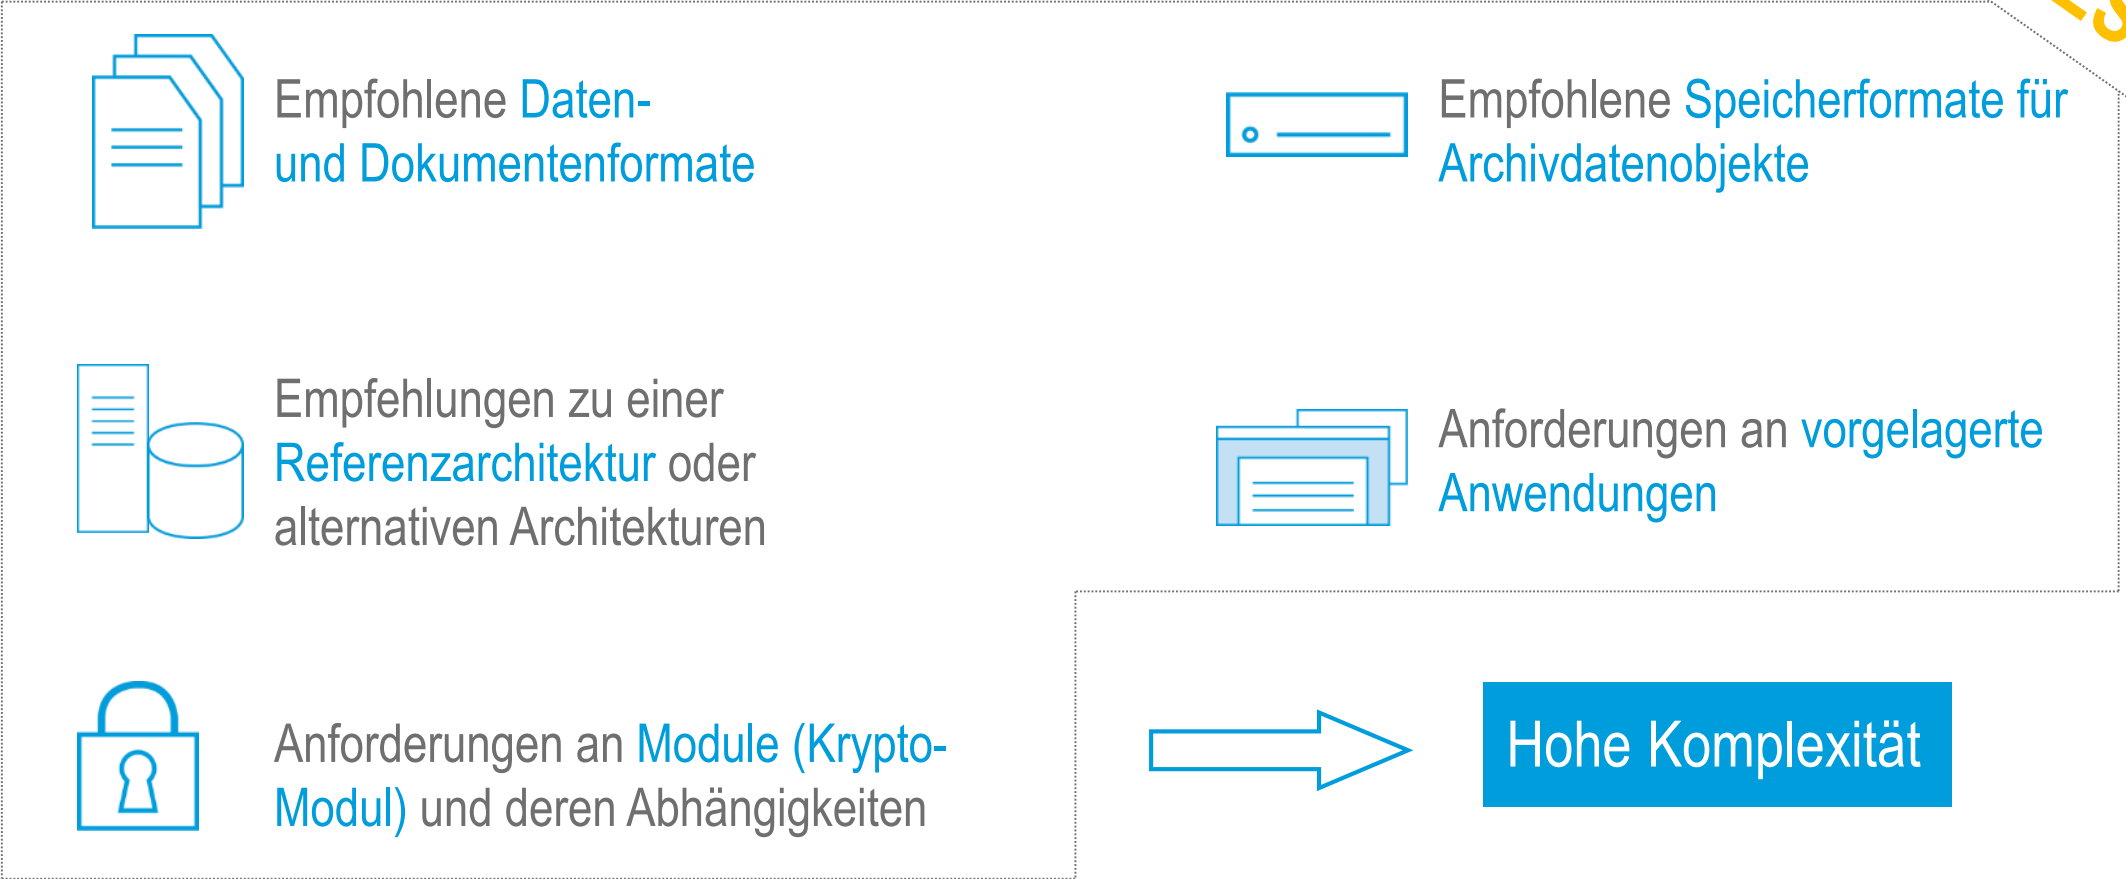 Empfohlene Daten-
und Dokumentenformate
Empfohlene Speicherformate für
Archivdatenobjekte
Empfehlungen zu einer
Referenzarchitektur oder
alternativen Architekturen
Anforderungen an vorgelagerte
Anwendungen
Anforderungen an Module (Krypto-
Modul) und deren Abhängigkeiten
Hohe Komplexität